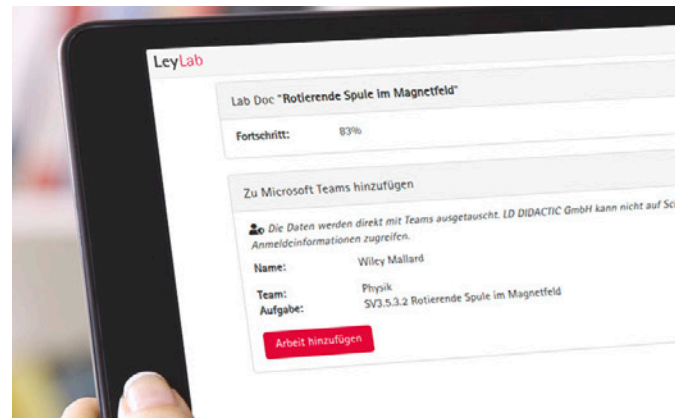 LeyLab
Lab Doc "Rotierende Spule im Magnetfeld"
Fortschritt: 83%
Zu Microsoft Teams hinzufügen
Die Daten werden direkt mit Teams ausgetauscht. LD DIDACTIC GmbH kann nicht auf
Anmeldeinformationen zugreifen.
Name: Wiley Mallard
Team: Physik
Aufgabe: SV3.5.3.2 Rotierende Spule im Magnetfeld
Arbeit hinzufügen